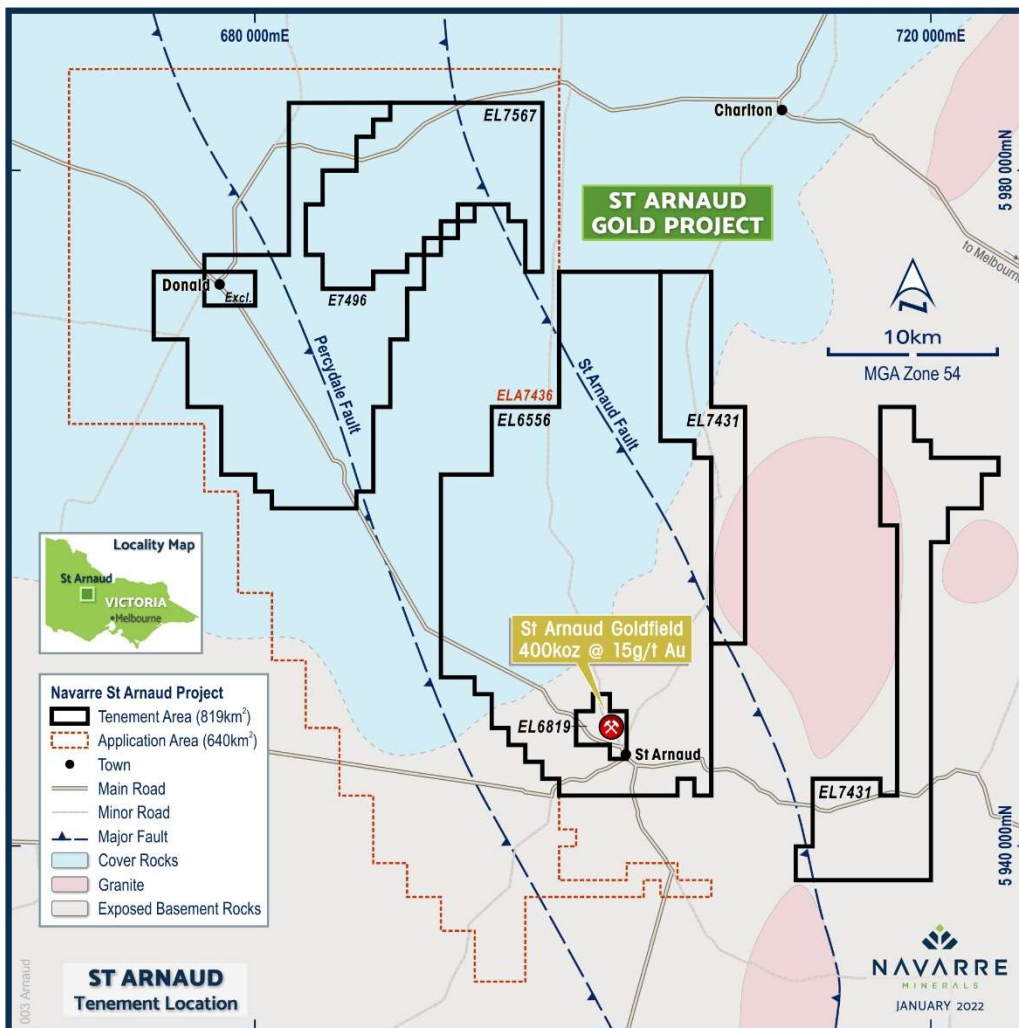 680 000mE
720 000mE
EL7567
Charlton
5 980 000mN
ST ARNAUD
GOLD PROJECT
to Melbourne
Donald
Excl.
E7496
Percydale Fault
St Arnaud Fault
N
10km
MGA Zone 54
ELA7436
EL6556
EL7431
Locality Map
St Arnaud
VICTORIA
Melbourne
St Arnaud Goldfield
400koz @ 15g/t Au
EL6819
St Arnaud
EL7431
5 940 000mN
Navarre St Arnaud Project
Tenement Area (819km²)
Application Area (640km²)
Town
Main Road
Minor Road
Major Fault
Cover Rocks
Granite
Exposed Basement Rocks
003 Arnaud
ST ARNAUD
Tenement Location
NAVARRE
MINERALS
JANUARY 2022